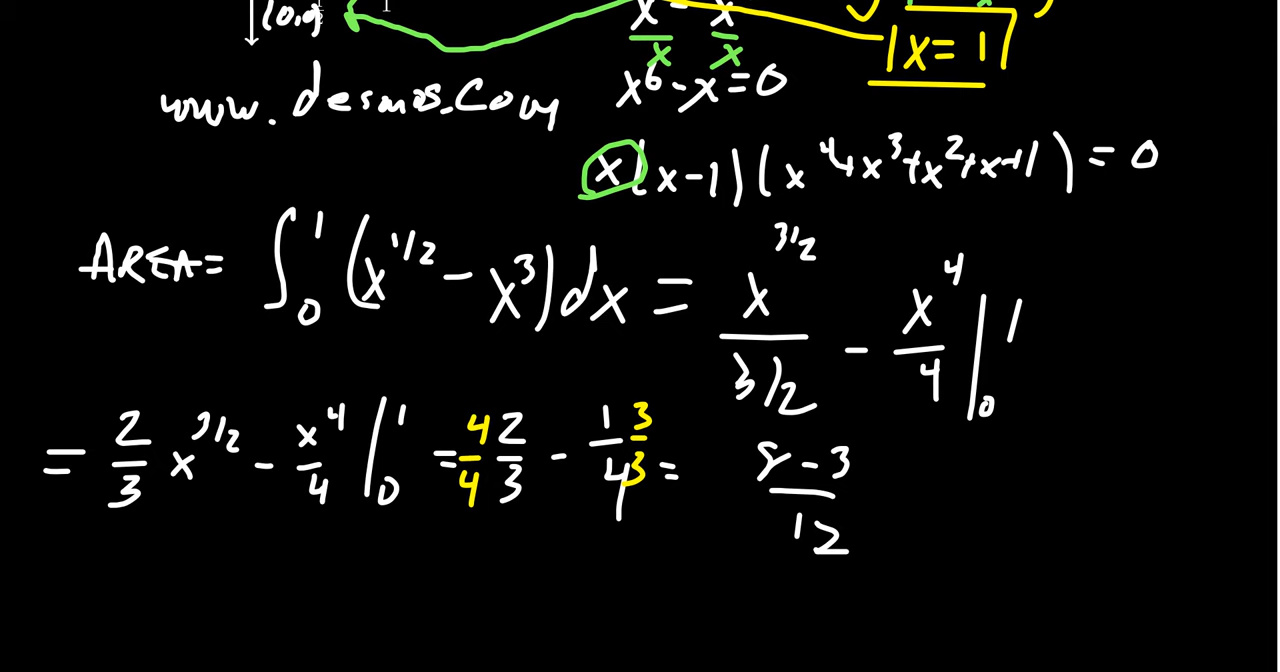 x = 1
www.desmos.com
x⁶ - x = 0
x(x-1)(x⁴+x³+x²+x+1) = 0
AREA = ∫₀¹ (x^1/2 - x³) dx = x^3/2 / 3/2 - x⁴/4 |₀¹
= 2/3 x^3/2 - x⁴/4 |₀¹ = 4/4 2/3 - 1/4 3/3 = 8-3/12